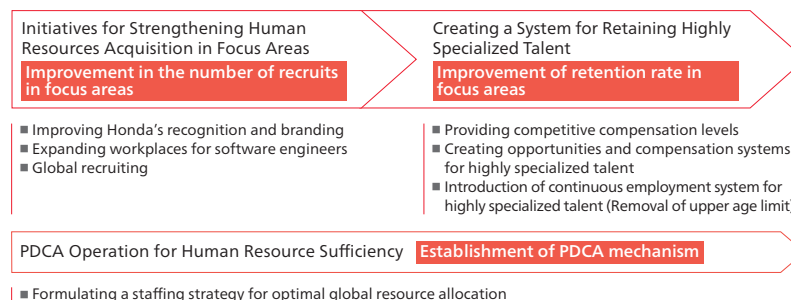 Initiatives for Strengthening Human
Resources Acquisition in Focus Areas
Improvement in the number of recruits
in focus areas
■ Improving Honda's recognition and branding
■ Expanding workplaces for software engineers
■ Global recruiting
Creating a System for Retaining Highly
Specialized Talent
Improvement of retention rate in
focus areas
■ Providing competitive compensation levels
■ Creating opportunities and compensation systems
for highly specialized talent
■ Introduction of continuous employment system for
highly specialized talent (Removal of upper age limit)
PDCA Operation for Human Resource Sufficiency Establishment of PDCA mechanism
■ Formulating a staffing strategy for optimal global resource allocation